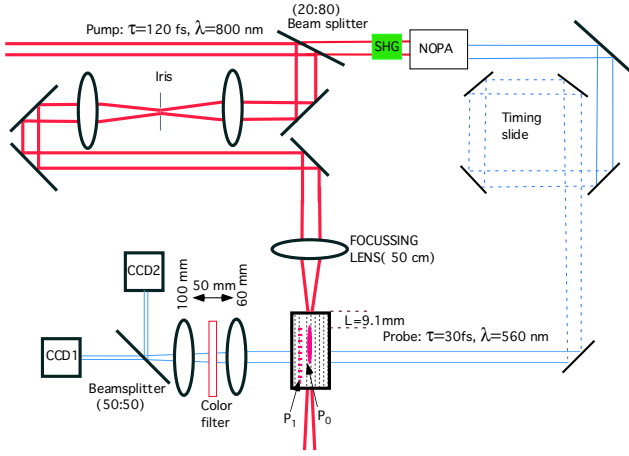 (20:80)
Beam splitter
Pump: τ=120 fs, λ=800 nm
SHG
NOPA
Iris
Timing
slide
FOCUSSING
LENS( 50 cm)
CCD2
100 mm
50 mm
60 mm
L=9.1mm
Probe: τ=30fs, λ=560 nm
CCD1
Beamsplitter
(50:50)
Color
filter
P1
P0